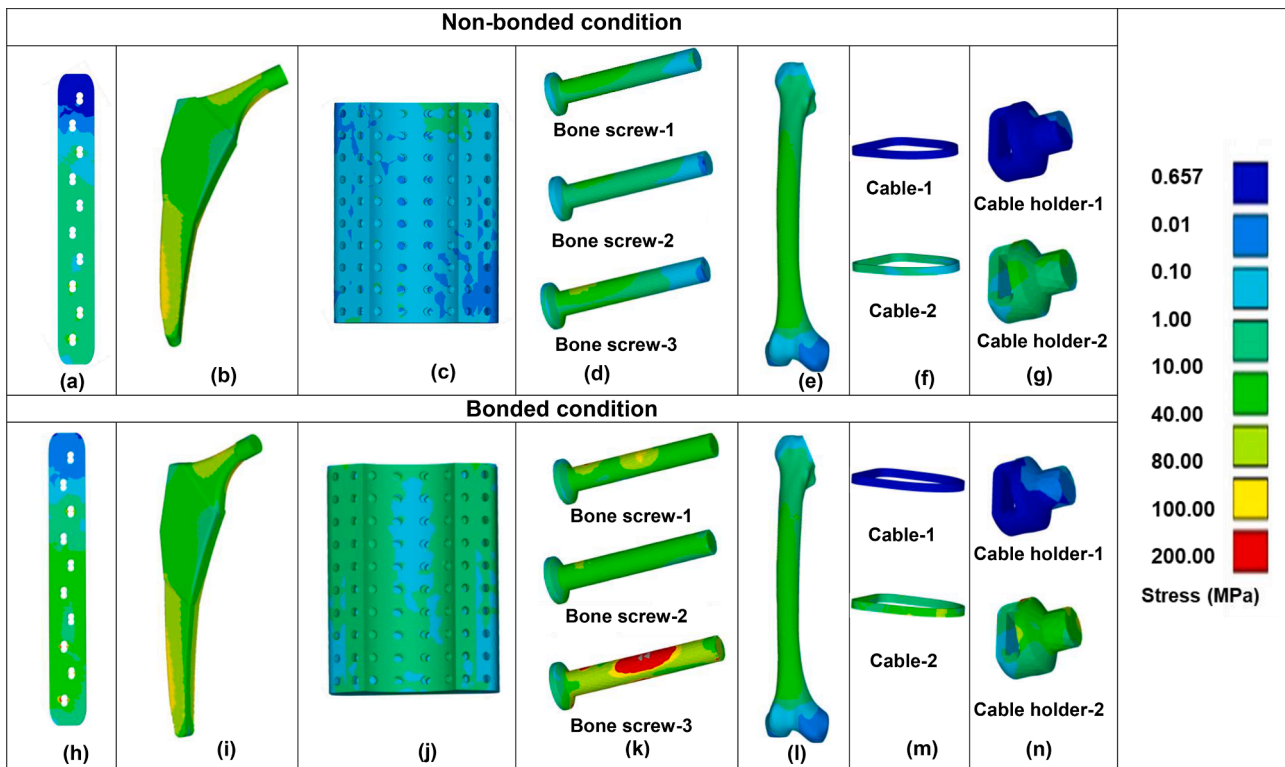 Non-bonded condition
Bone screw-1
Bone screw-2
Bone screw-3
Cable-1
Cable-2
Cable holder-1
Cable holder-2
(a)
(b)
(c)
(d)
(e)
(f)
(g)
Bonded condition
Bone screw-1
Bone screw-2
Bone screw-3
Cable-1
Cable-2
Cable holder-1
Cable holder-2
(h)
(i)
(j)
(k)
(l)
(m)
(n)
0.657
0.01
0.10
1.00
10.00
40.00
80.00
100.00
200.00
Stress (MPa)